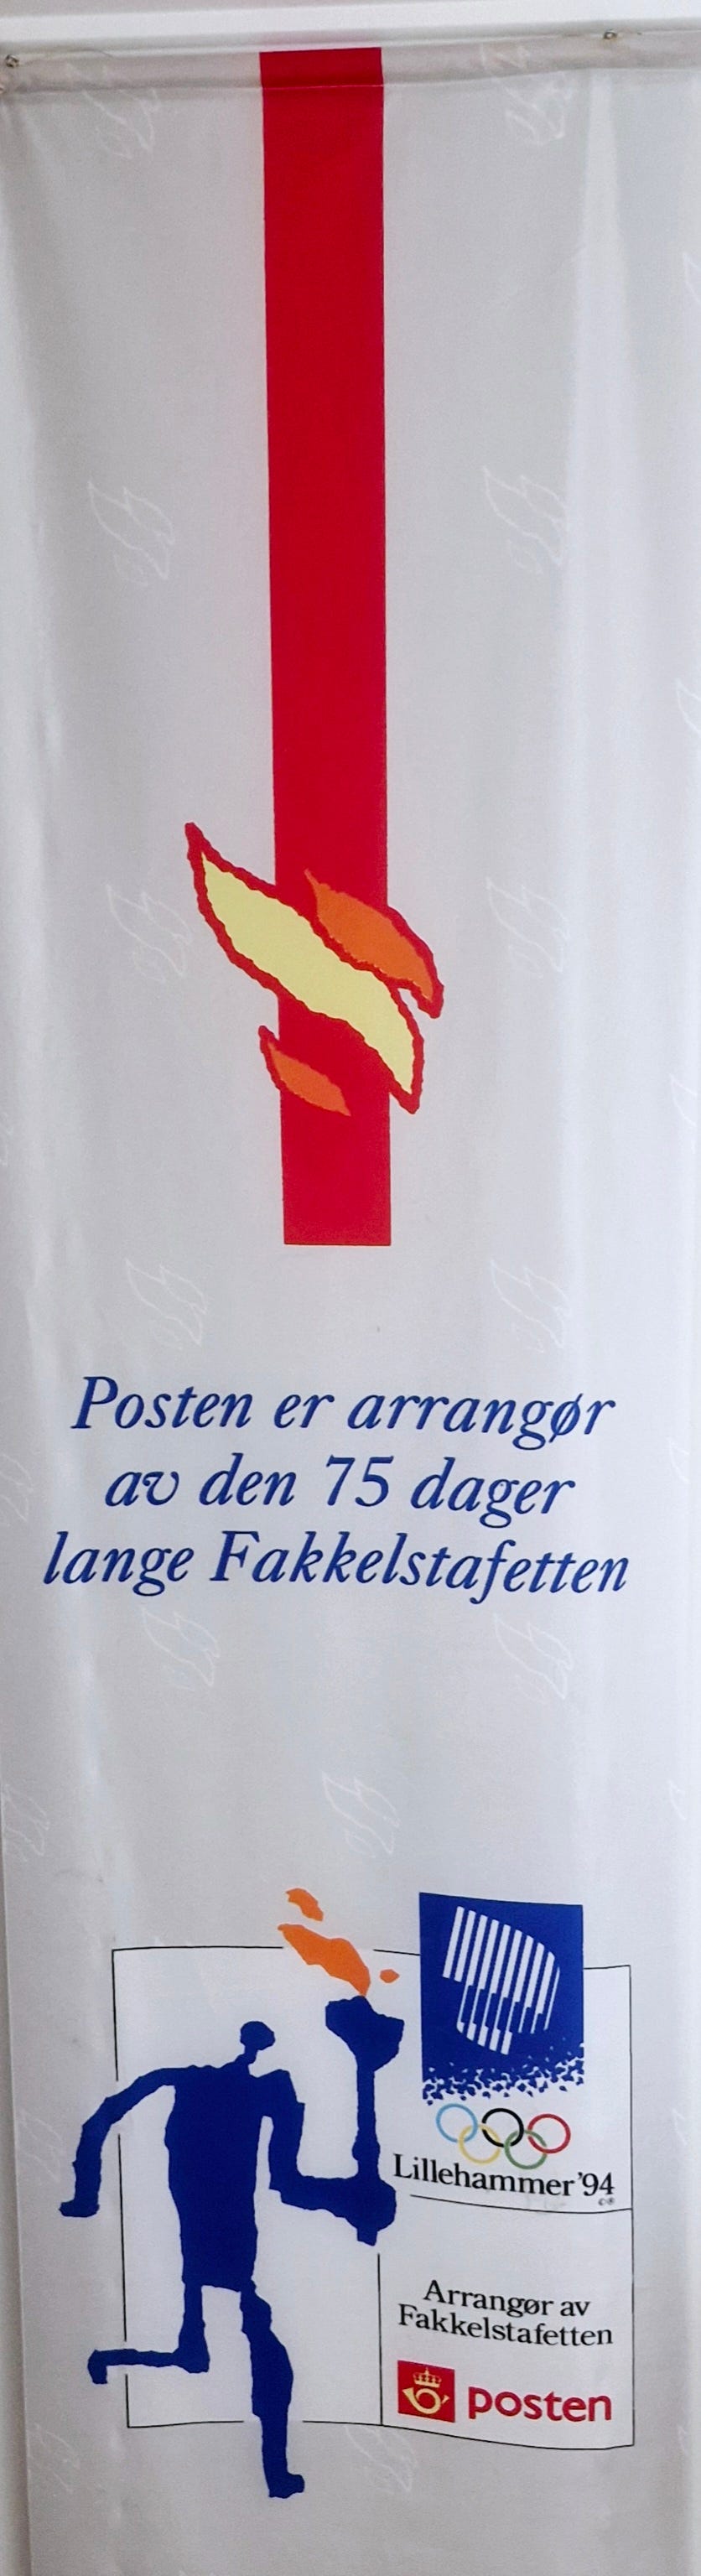 Posten er arrangør
av den 75 dager
lange Fakkelstafetten
Lillehammer '94
©®
Arrangør av
Fakkelstafetten
posten